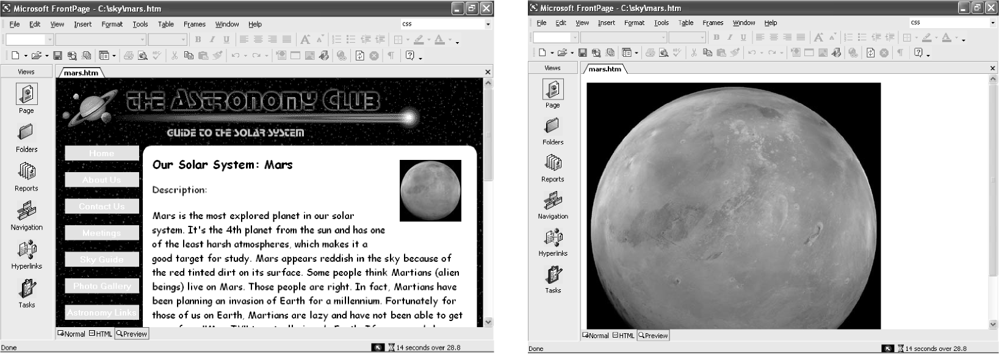 Microsoft FrontPage - C:\sky\mars.htm
File Edit View Insert Format Tools Table Frames Window Help
css
B I U A A A
Views
mars.htm
Page
Folders
Reports
Navigation
Hyperlinks
Tasks
the Astronomy Club
GUIDE TO THE SOLAR SYSTEM
Home
About Us
Contact Us
Meetings
Sky Guide
Photo Gallery
Astronomy Links
Our Solar System: Mars
Description:
Mars is the most explored planet in our solar
system. It's the 4th planet from the sun and has one
of the least harsh atmospheres, which makes it a
good target for study. Mars appears reddish in the sky because of
the red tinted dirt on its surface. Some people think Martians (alien
beings) live on Mars. Those people are right. In fact, Martians have
been planning an invasion of Earth for a millennium. Fortunately for
those of us on Earth, Martians are lazy and have not been able to get
Normal HTML Preview
Done
14 seconds over 28.8
Microsoft FrontPage - C:\sky\mars.htm
File Edit View Insert Format Tools Table Frames Window Help
css
B I U A A A
Views
mars.htm
Page
Folders
Reports
Navigation
Hyperlinks
Tasks
Normal HTML Preview
Done
14 seconds over 28.8